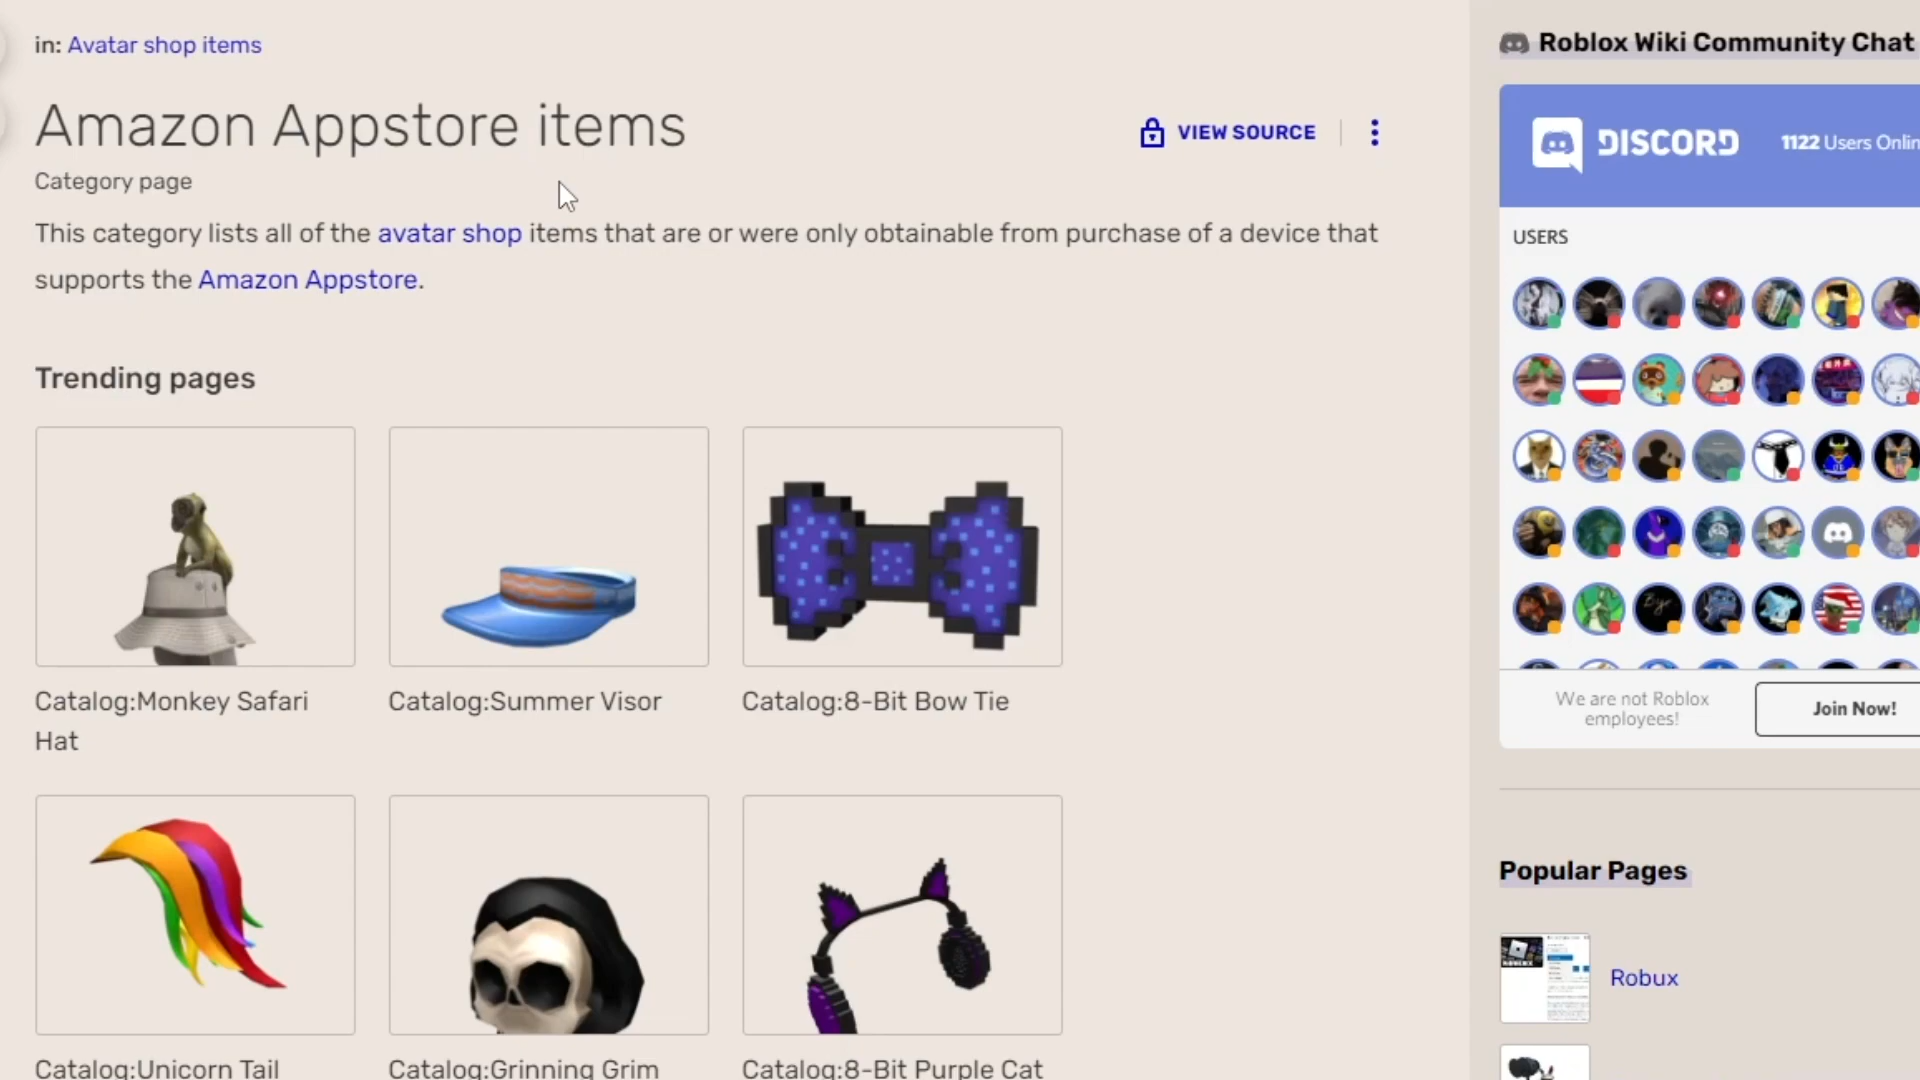 in: Avatar shop items
Amazon Appstore items
VIEW SOURCE
Category page
This category lists all of the avatar shop items that are or were only obtainable from purchase of a device that
supports the Amazon Appstore.
Trending pages
Catalog:Monkey Safari
Hat
Catalog:Summer Visor
Catalog:8-Bit Bow Tie
Catalog:Unicorn Tail
Catalog:Grinning Grim
Catalog:8-Bit Purple Cat
Roblox Wiki Community Chat
DISCORD
1122 Users Onlin
USERS
We are not Roblox
employees!
Join Now!
Popular Pages
Robux